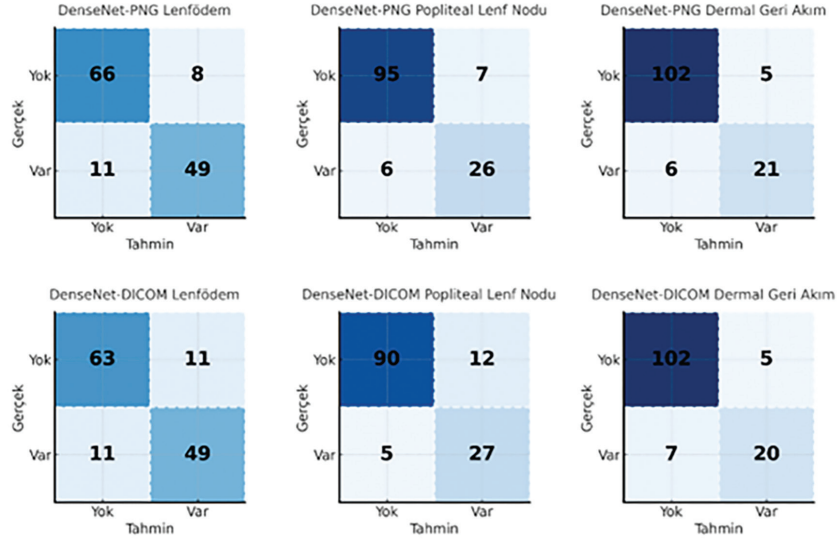 DenseNet-PNG Lenfödem
Gerçek
Yok 66 8
Var 11 49
Yok Var
Tahmin
DenseNet-PNG Popliteal Lenf Nodu
Gerçek
Yok 95 7
Var 6 26
Yok Var
Tahmin
DenseNet-PNG Dermal Geri Akım
Gerçek
Yok 102 5
Var 6 21
Yok Var
Tahmin
DenseNet-DICOM Lenfödem
Gerçek
Yok 63 11
Var 11 49
Yok Var
Tahmin
DenseNet-DICOM Popliteal Lenf Nodu
Gerçek
Yok 90 12
Var 5 27
Yok Var
Tahmin
DenseNet-DICOM Dermal Geri Akım
Gerçek
Yok 102 5
Var 7 20
Yok Var
Tahmin